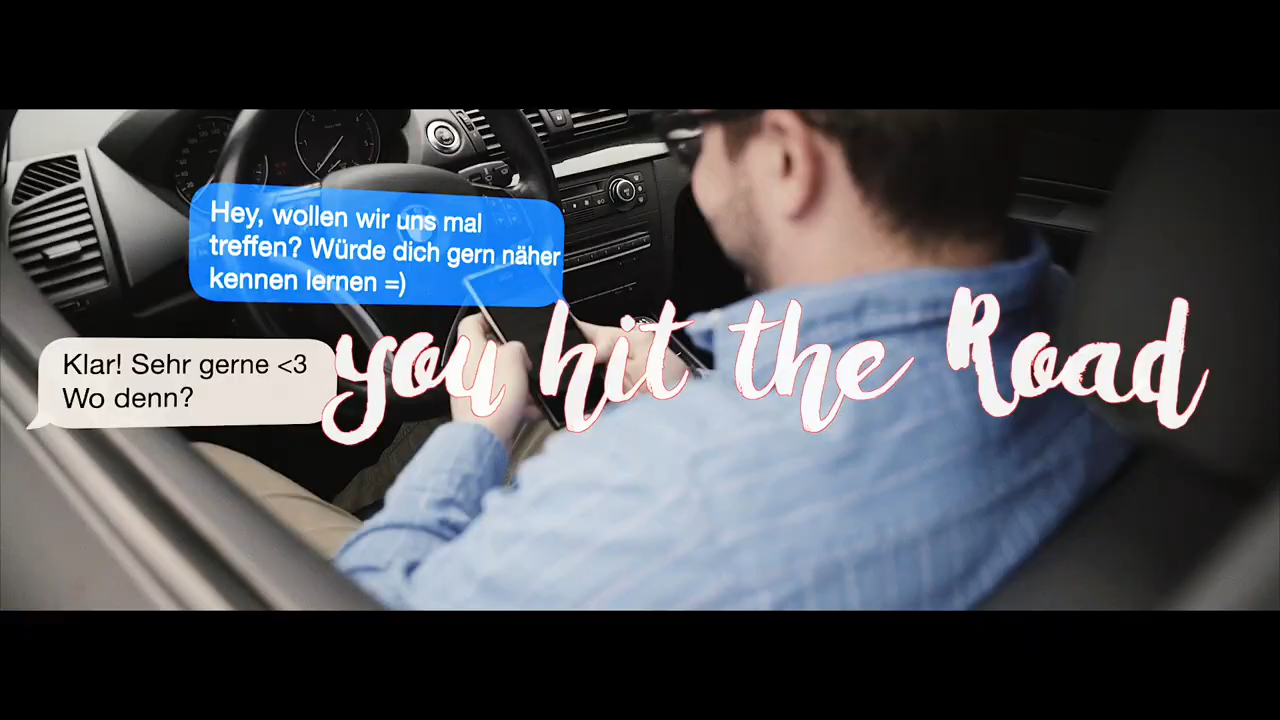 Hey, wollen wir uns mal
treffen? Würde dich gern näher
kennen lernen =)
Klar! Sehr gerne <3
Wo denn?
you hit the Road